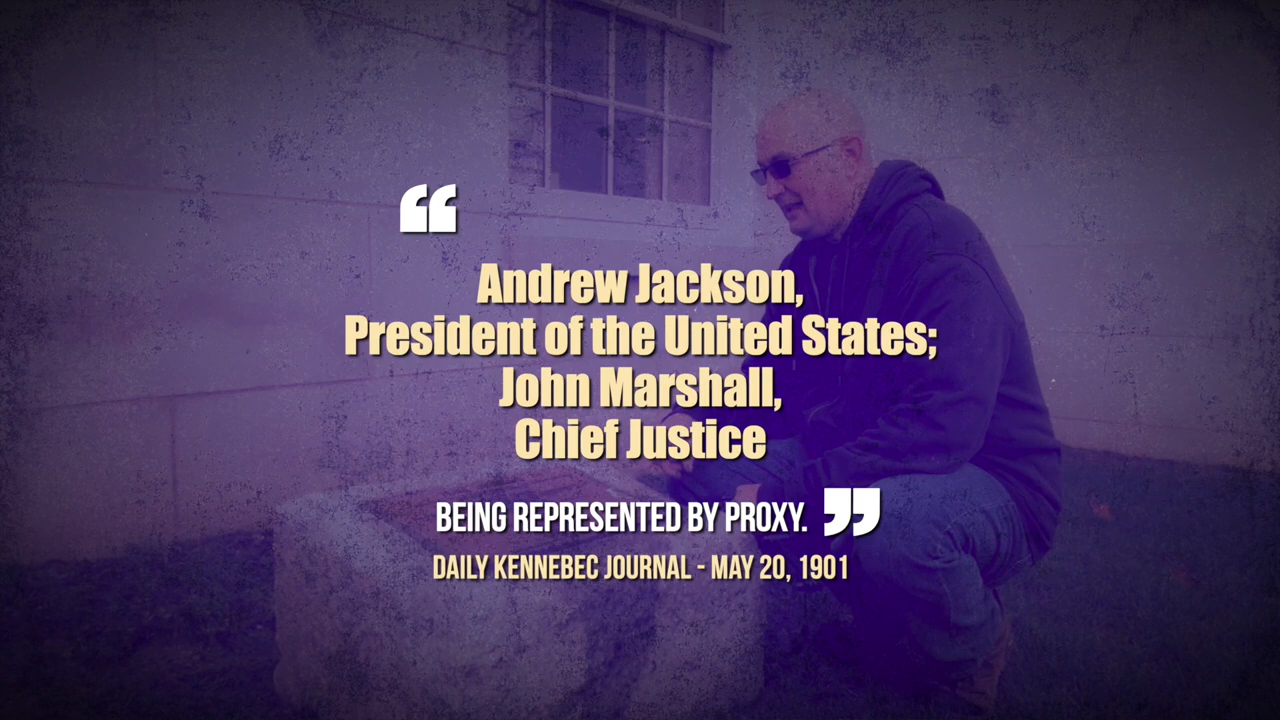 “
Andrew Jackson,
President of the United States;
John Marshall,
Chief Justice
BEING REPRESENTED BY PROXY. ”
DAILY KENNEBEC JOURNAL - MAY 20, 1901